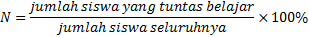 N = jumlah siswa yang tuntas belajar / jumlah siswa seluruhnya × 100%